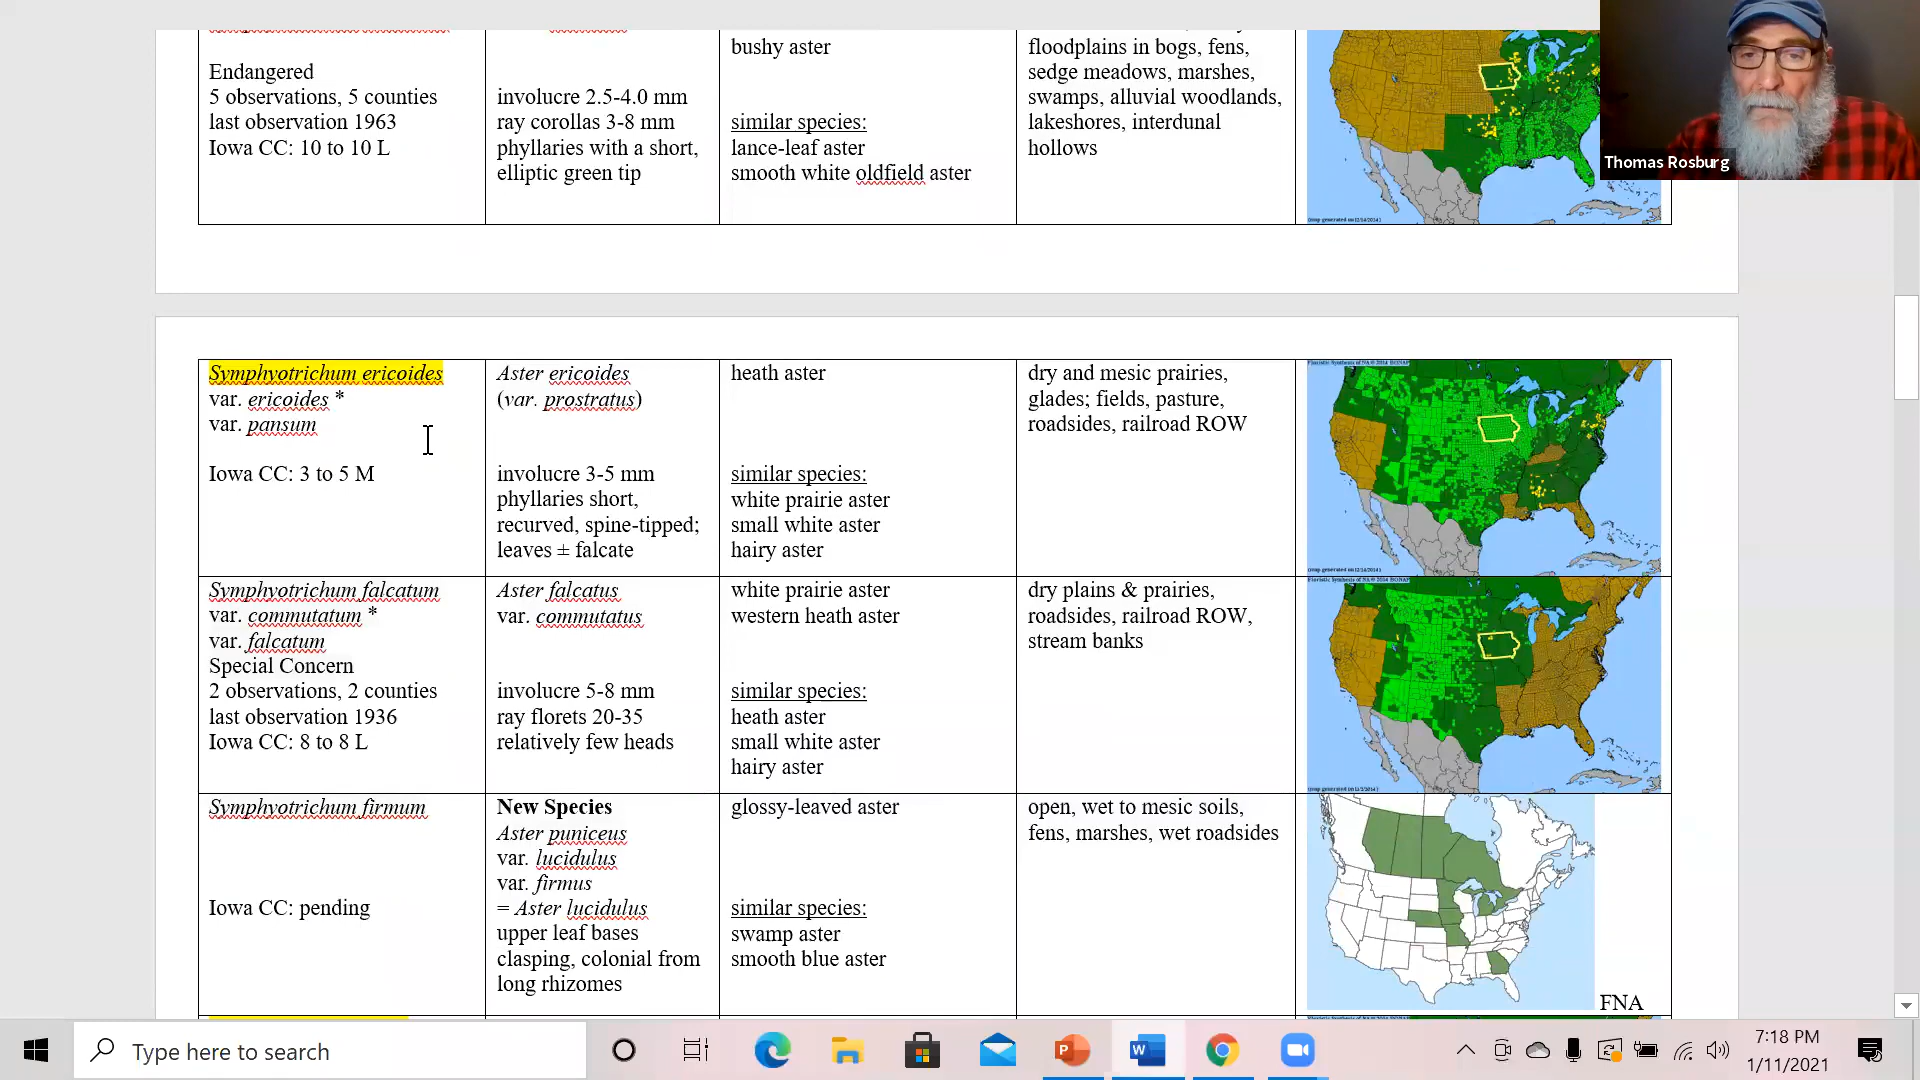 bushy aster
floodplains in bogs, fens,
Endangered
sedge meadows, marshes,
5 observations, 5 counties
involucre 2.5-4.0 mm
swamps, alluvial woodlands,
last observation 1963
ray corollas 3-8 mm
similar species:
lakeshores, interdunal
Iowa CC: 10 to 10 L
phyllaries with a short,
lance-leaf aster
hollows
elliptic green tip
smooth white oldfield aster
Thomas Rosburg
Symphyotrichum ericoides
var. ericoides *
var. pansum
Iowa CC: 3 to 5 M
Aster ericoides
(var. prostratus)
involucre 3-5 mm
phyllaries short,
recurved, spine-tipped;
leaves ± falcate
heath aster
similar species:
white prairie aster
small white aster
hairy aster
dry and mesic prairies,
glades; fields, pasture,
roadsides, railroad ROW
Symphyotrichum falcatum
var. commutatum *
var. falcatum
Special Concern
2 observations, 2 counties
last observation 1936
Iowa CC: 8 to 8 L
Aster falcatus
var. commutatus
involucre 5-8 mm
ray florets 20-35
relatively few heads
white prairie aster
western heath aster
similar species:
heath aster
small white aster
hairy aster
dry plains & prairies,
roadsides, railroad ROW,
stream banks
Symphyotrichum firmum
Iowa CC: pending
New Species
Aster puniceus
var. lucidulus
var. firmus
= Aster lucidulus
upper leaf bases
clasping, colonial from
long rhizomes
glossy-leaved aster
similar species:
swamp aster
smooth blue aster
open, wet to mesic soils,
fens, marshes, wet roadsides
FNA
Type here to search
7:18 PM
1/11/2021